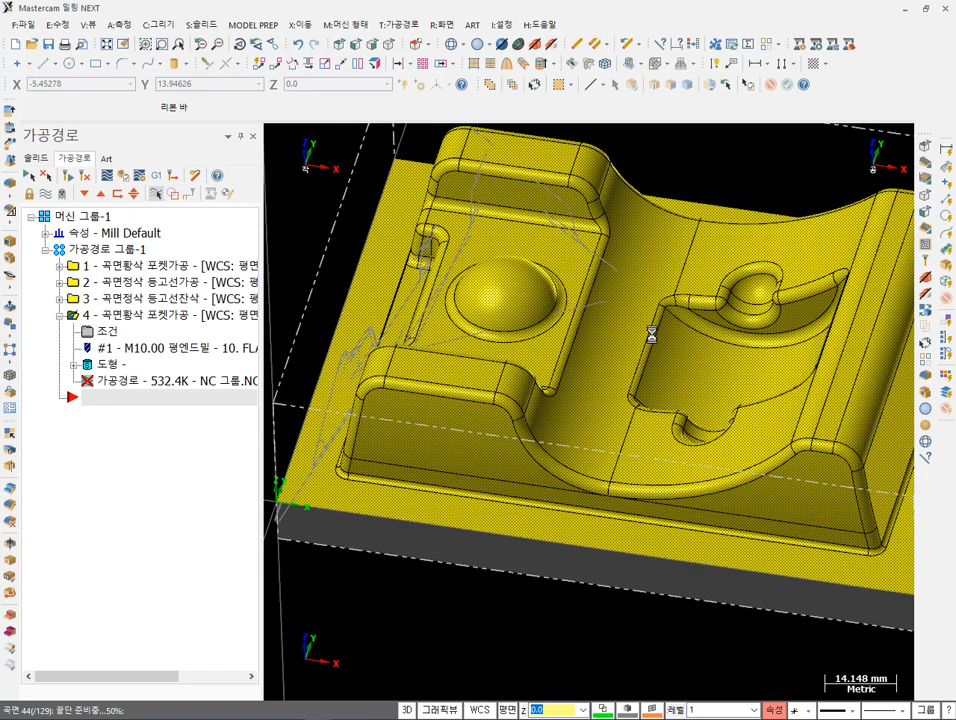 Mastercam 밀링 NEXT
F:파일 E:수정 V:뷰 A:측정 C:그리기 S:솔리드 MODEL PREP X:이동 M:머신 형태 T:가공경로 R:화면 ART I:설정 H:도움말
X -5.45278 Y 13.94626 Z 0.0
리본 바
가공경로
솔리드 가공경로 Art
G1
머신 그룹-1
속성 - Mill Default
가공경로 그룹-1
1 - 곡면황삭 포켓가공 - [WCS: 평면
2 - 곡면정삭 등고선가공 - [WCS: 평면
3 - 곡면정삭 등고선잔삭 - [WCS: 평면
4 - 곡면황삭 포켓가공 - [WCS: 평면
조건
#1 - M10.00 평엔드밀 - 10. FLA
도형 -
가공경로 - 532.4K - NC 그룹.NC
Z Y X
Z Y X
Z Y X
Z Y X
14.148 mm
Metric
곡면 44(/129): 끝단 준비중...50%:
3D 그래픽뷰 WCS 평면 Z 0.0 레벨 1 속성 그룹 ?